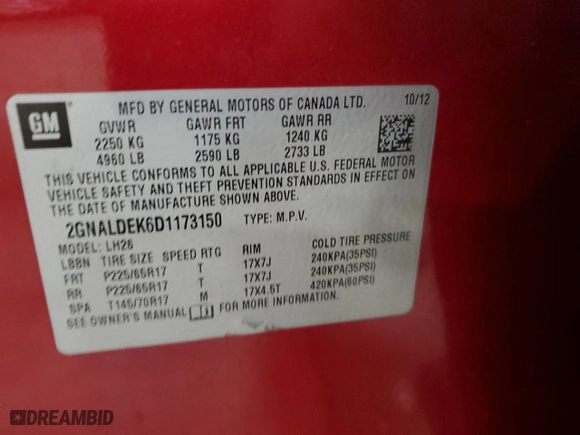 GM
MFD BY GENERAL MOTORS OF CANADA LTD. 10/12
GVWR GAWR FRT GAWR RR
2250 KG 1175 KG 1240 KG
4960 LB 2590 LB 2733 LB
THIS VEHICLE CONFORMS TO ALL APPLICABLE U.S. FEDERAL MOTOR
VEHICLE SAFETY AND THEFT PREVENTION STANDARDS IN EFFECT ON
THE DATE OF MANUFACTURE SHOWN ABOVE.
2GNALDEK6D1173150 TYPE: M.P.V.
MODEL: LH26
L8BN TIRE SIZE SPEED RTG RIM COLD TIRE PRESSURE
FRT P225/65R17 T 17X7J 240KPA(35PSI)
RR P225/65R17 T 17X7J 240KPA(35PSI)
SPA T145/70R17 M 17X4.5T 420KPA(60PSI)
SEE OWNER'S MANUAL FOR MORE INFORMATION.
DREAMBID